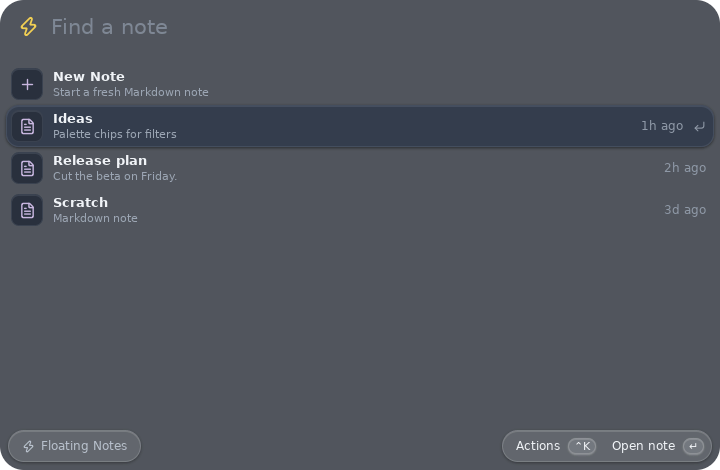 Find a note
New Note
Start a fresh Markdown note
Ideas
Palette chips for filters
1h ago ↵
Release plan
Cut the beta on Friday.
2h ago
Scratch
Markdown note
3d ago
Floating Notes
Actions ⌃K Open note ↵